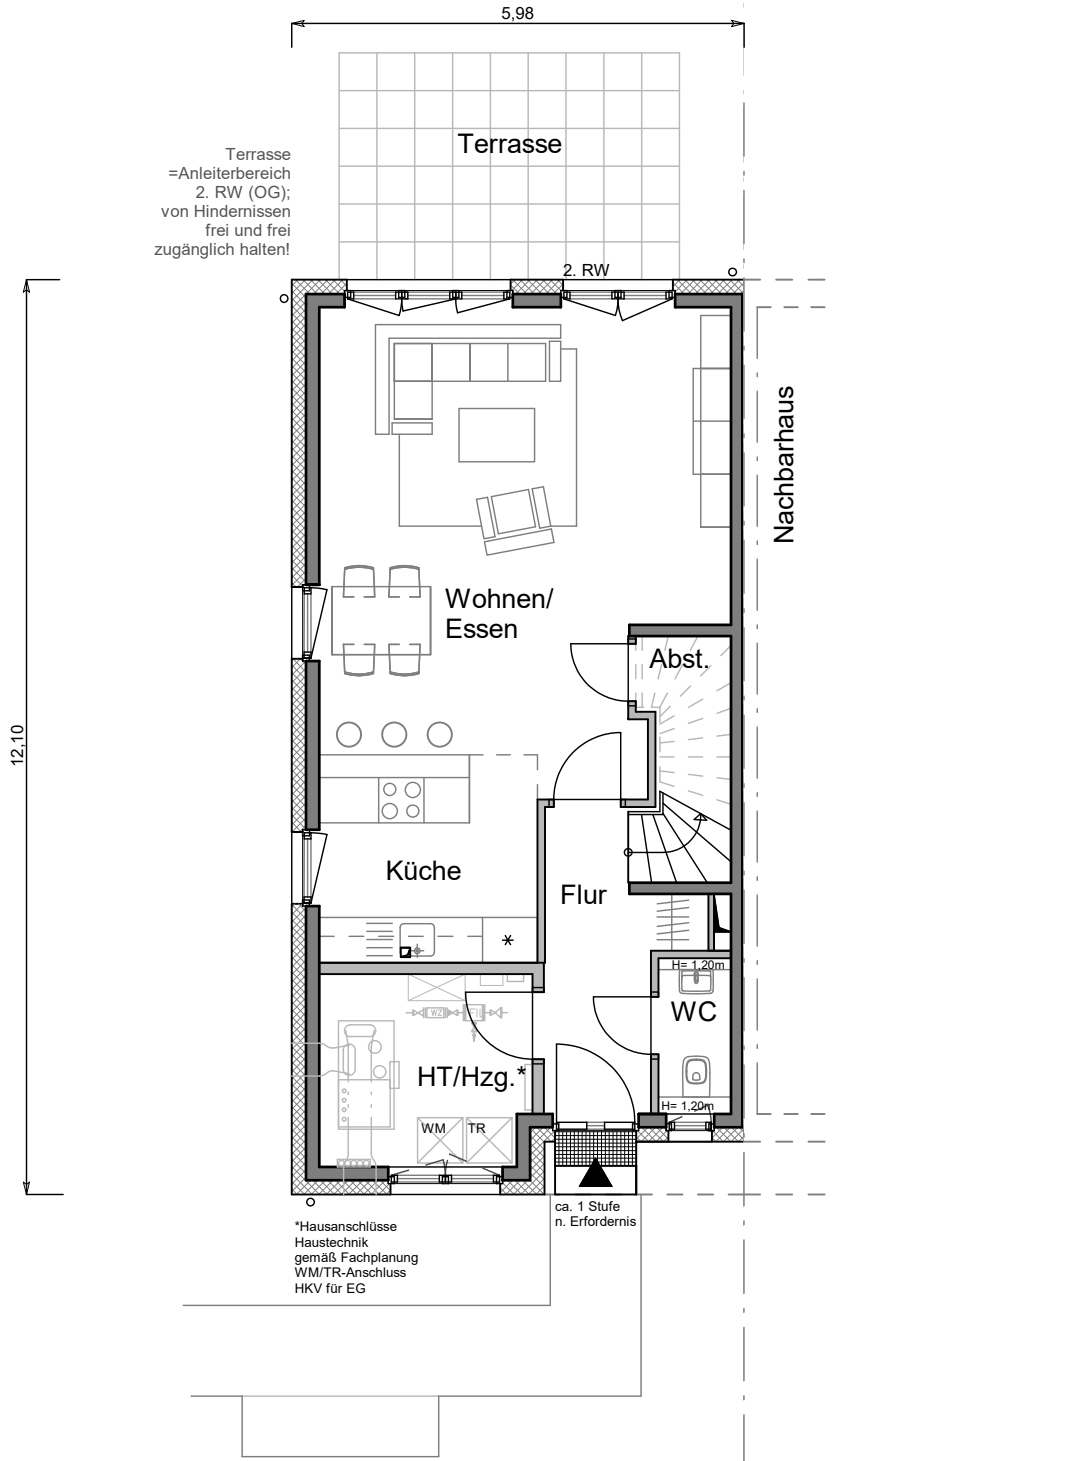 5,98
Terrasse
Terrasse
=Anleiterbereich
2. RW (OG);
von Hindernissen
frei und frei
zugänglich halten!
2. RW
Nachbarhaus
Wohnen/
Essen
Abst.
12,10
Küche
Flur
*
H= 1,20m
WC
WZ
FIL
HT/Hzg.*
H= 1,20m
WM
TR
ca. 1 Stufe
n. Erfordernis
*Hausanschlüsse
Haustechnik
gemäß Fachplanung
WM/TR-Anschluss
HKV für EG